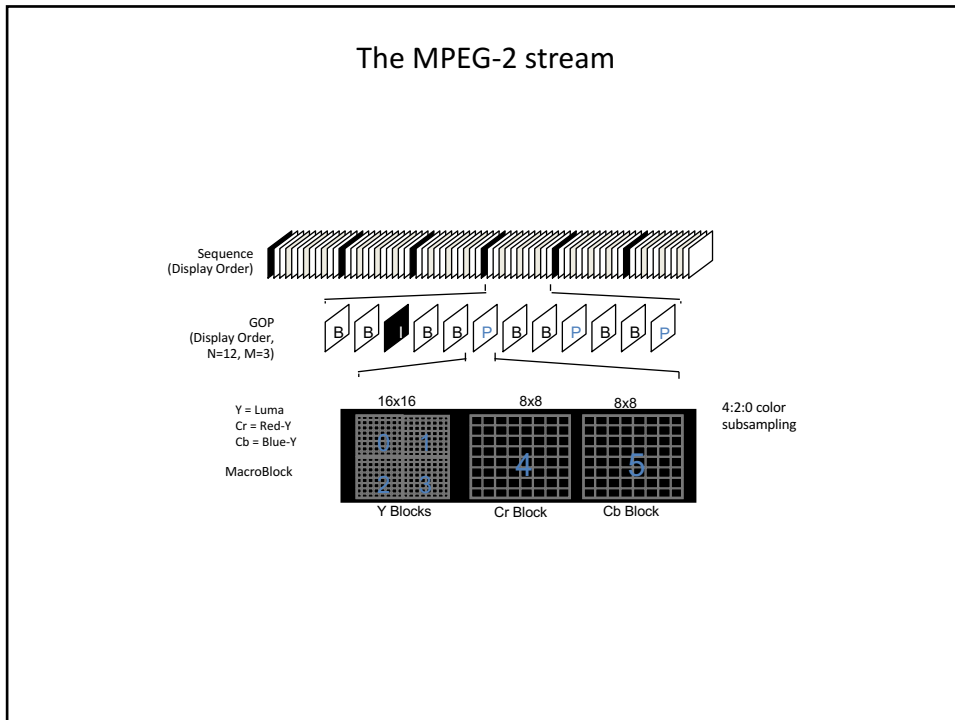 The MPEG-2 stream
Sequence
(Display Order)
GOP
(Display Order,
N=12, M=3)
B B I B B P B B P B B P
Y = Luma
Cr = Red-Y
Cb = Blue-Y
MacroBlock
16x16
8x8
8x8
4:2:0 color
subsampling
0 1
2 3
4
5
Y Blocks
Cr Block
Cb Block